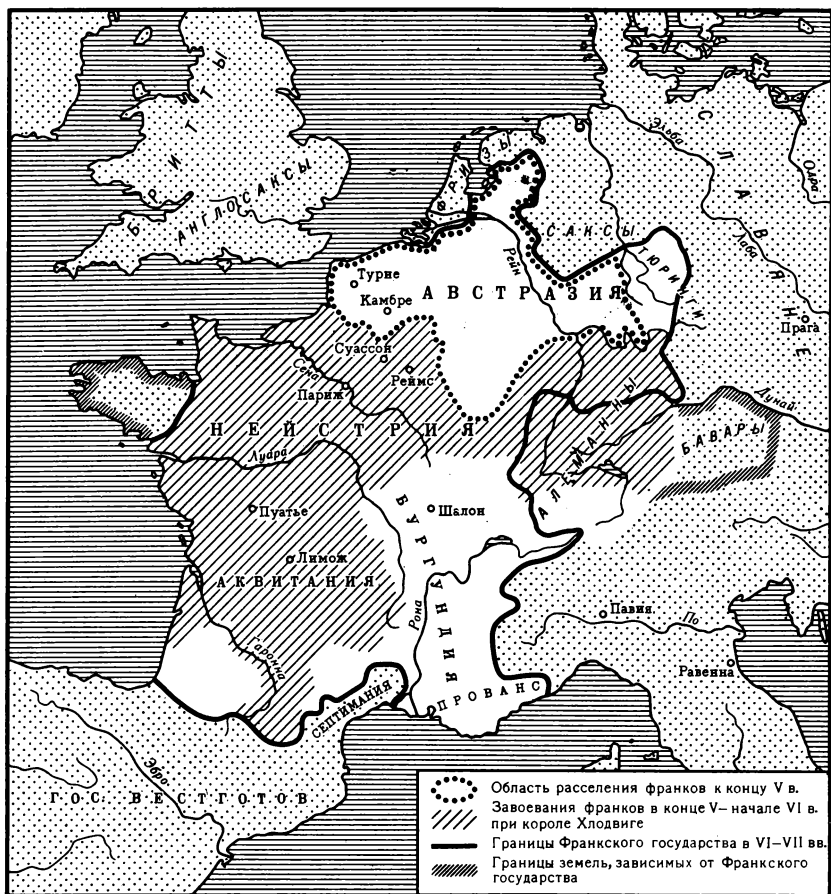 БРИТТЫ
АНГЛОСАКСЫ
ФРИЗЫ
САКСЫ
СЛАВЯНЕ
Эльба
Лаба
Одра
ТЮРИНГИ
Прага
Рейн
Турне
Камбре
АВСТРАЗИЯ
Суассон
Реймс
Сена
Париж
НЕЙСТРИЯ
Луара
АЛЕМАННЫ
Дунай
БАВАРЫ
Пуатье
Шалон
БУРГУНДИЯ
Лимож
АКВИТАНИЯ
Рона
Гаронна
Павия
По
Равенна
ПРОВАНС
СЕПТИМАНИЯ
Эбро
ГОС. ВЕСТГОТОВ
Область расселения франков к концу V в.
Завоевания франков в конце V– начале VI в.
при короле Хлодвиге
Границы Франкского государства в VI–VII вв.
Границы земель, зависимых от Франкского
государства